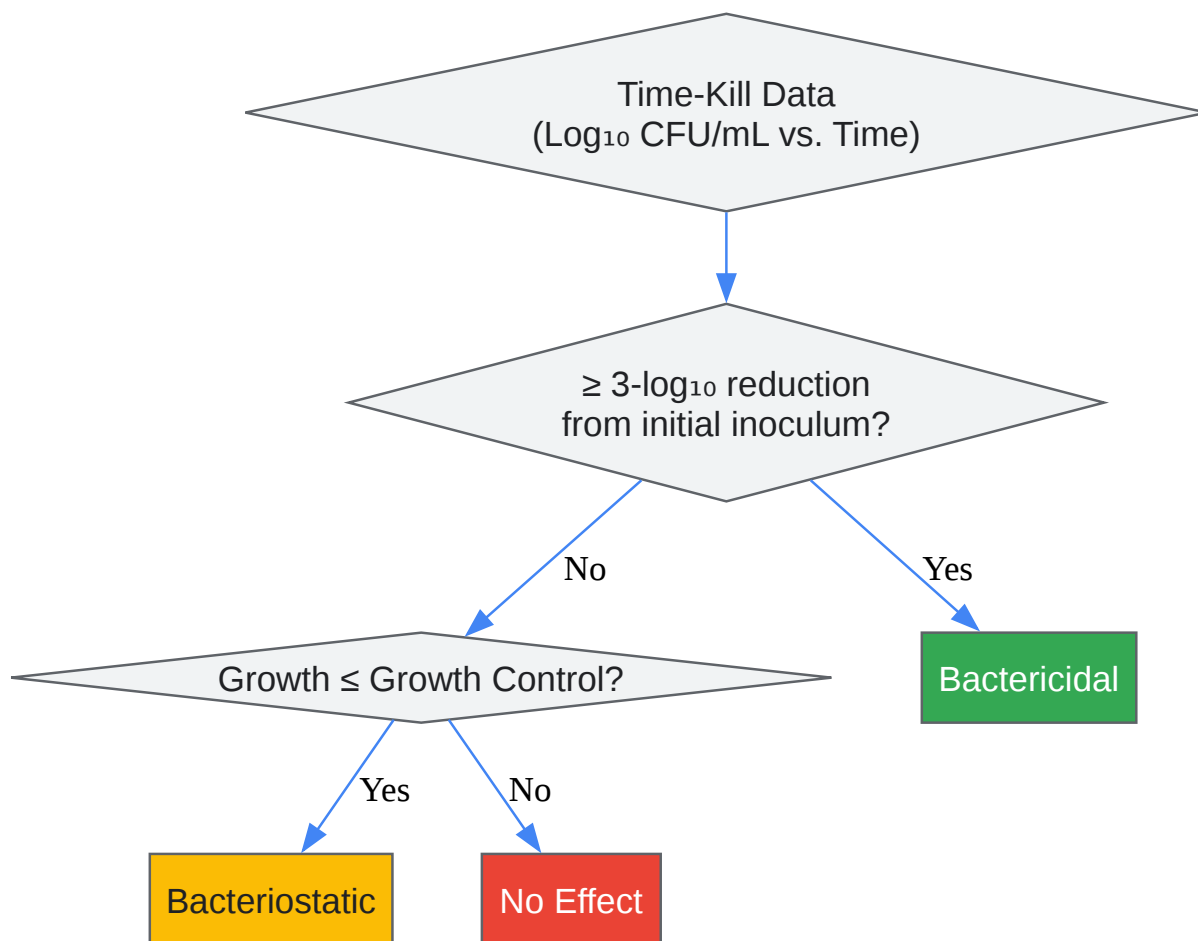 Time-Kill Data
(Log₁₀ CFU/mL vs. Time)
≥ 3-log₁₀ reduction
from initial inoculum?
No
Yes
Growth ≤ Growth Control?
Bactericidal
Yes
No
Bacteriostatic
No Effect